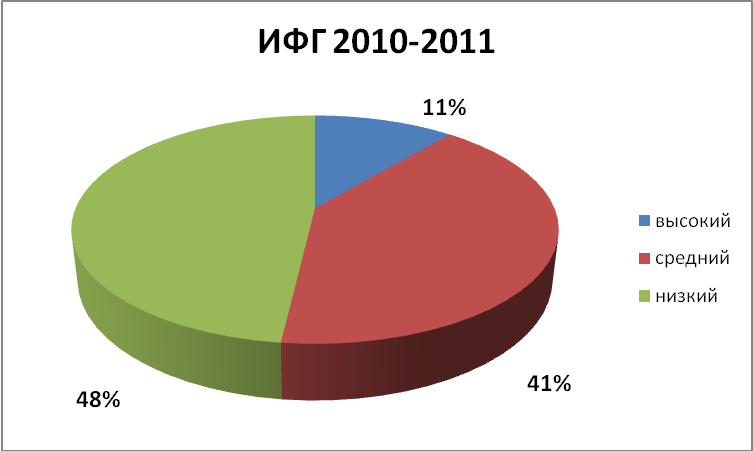 ИФГ 2010-2011
11%
высокий
средний
низкий
48%
41%